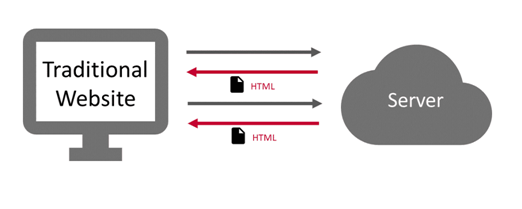 Traditional
Website
HTML
HTML
Server